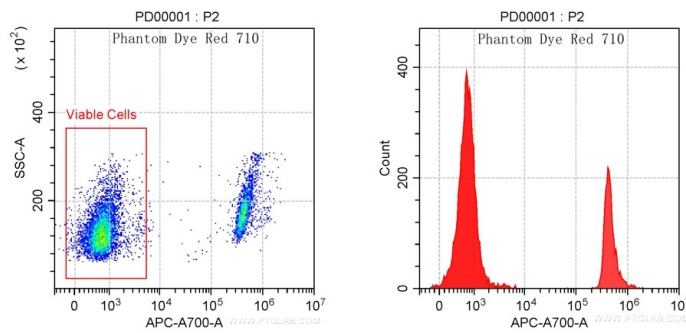 PD00001 : P2
Phantom Dye Red 710
(x 10²)
SSC-A
400
200
Viable Cells
0 10³ 10⁴ 10⁵ 10⁶ 10⁷
APC-A700-A
WWW.PTGLAB.COM
PD00001 : P2
Phantom Dye Red 710
Count
400
200
0
0 10³ 10⁴ 10⁵ 10⁶ 10
APC-A700-A
WWW.PTGLAB.COM